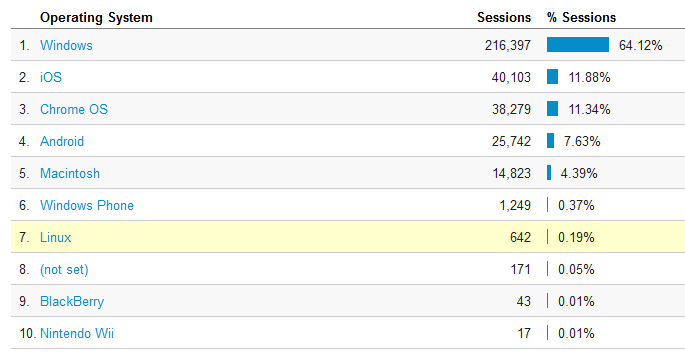 Operating System Sessions % Sessions
1. Windows 216,397 64.12%
2. iOS 40,103 11.88%
3. Chrome OS 38,279 11.34%
4. Android 25,742 7.63%
5. Macintosh 14,823 4.39%
6. Windows Phone 1,249 0.37%
7. Linux 642 0.19%
8. (not set) 171 0.05%
9. BlackBerry 43 0.01%
10. Nintendo Wii 17 0.01%